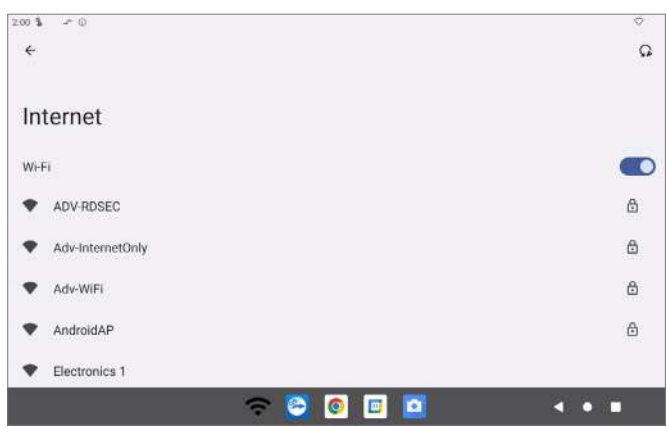 2:00
Internet
Wi-Fi
ADV-RDSEC
Adv-InternetOnly
Adv-WiFi
AndroidAP
Electronics 1